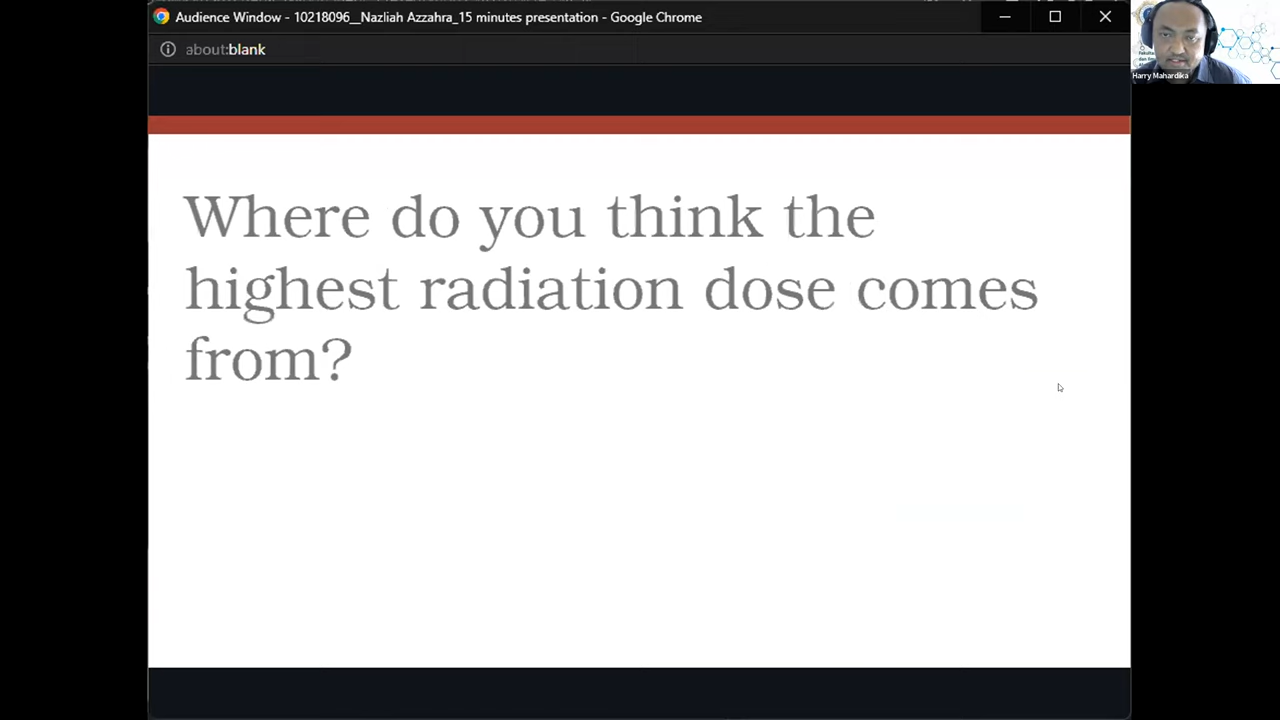 Audience Window - 10218096__Nazliah Azzahra_15 minutes presentation - Google Chrome
about:blank
Harry Mahardika
Where do you think the
highest radiation dose comes
from?